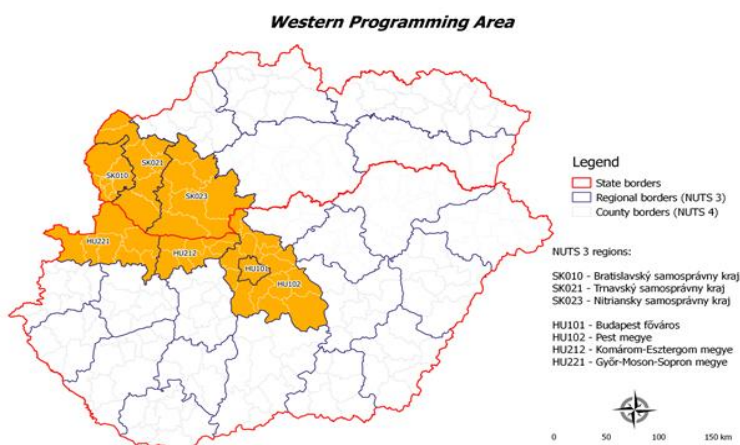 Western Programming Area
SK021
SK010
SK023
HU221
HU212
HU101
HU102
Legend
State borders
Regional borders (NUTS 3)
County borders (NUTS 4)
NUTS 3 regions:
SK010 - Bratislavský samosprávny kraj
SK021 - Trnavský samosprávny kraj
SK023 - Nitriansky samosprávny kraj
HU101 - Budapest főváros
HU102 - Pest megye
HU212 - Komárom-Esztergom megye
HU221 - Győr-Moson-Sopron megye
0 50 100 150 km